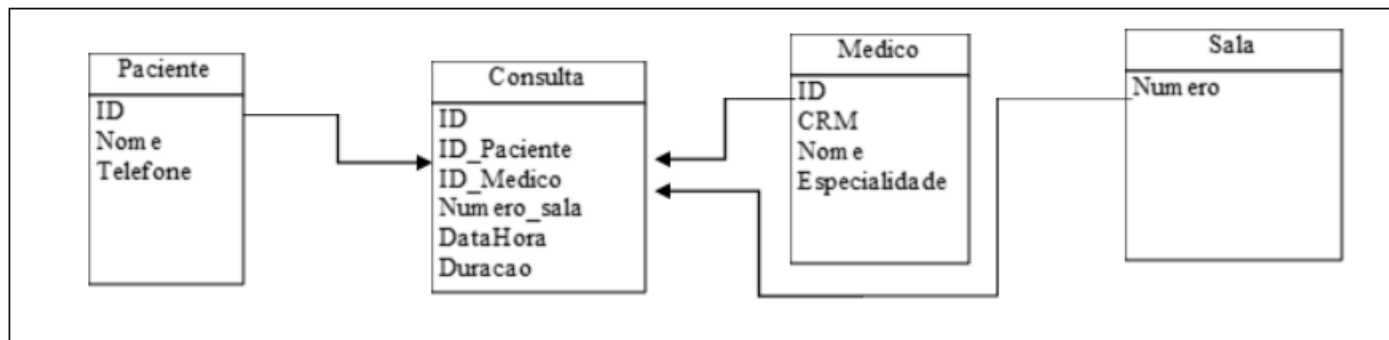 Paciente
ID
Nome
Telefone
Consulta
ID
ID_Paciente
ID_Medico
Numero_sala
DataHora
Duracao
Medico
ID
CRM
Nome
Especialidade
Sala
Numero